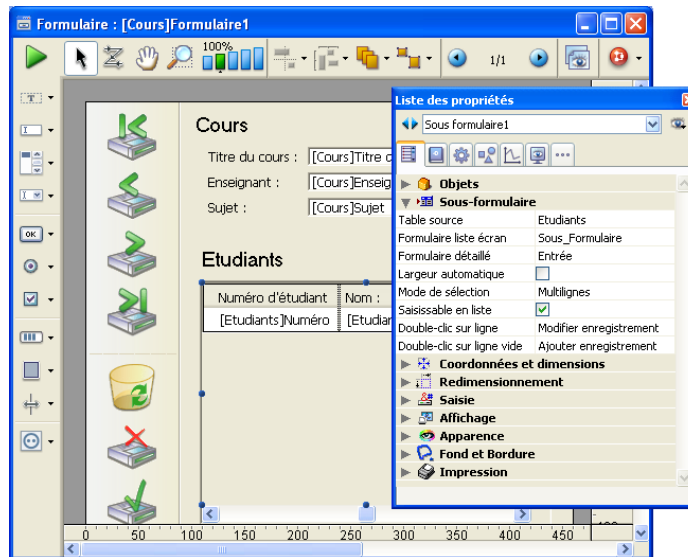 Formulaire : [Cours]Formulaire1
100%
1/1
Liste des propriétés
Sous formulaire1
Cours
Titre du cours : [Cours]Titre
Enseignant : [Cours]Enseig
Sujet : [Cours]Sujet
Etudiants
Numéro d'étudiant Nom :
[Etudiants]Numéro [Etudiar
OK
Objets
Sous-formulaire
Table source Etudiants
Formulaire liste écran Sous_Formulaire
Formulaire détaillé Entrée
Largeur automatique
Mode de sélection Multilignes
Saisissable en liste
Double-clic sur ligne Modifier enregistrement
Double-clic sur ligne vide Ajouter enregistrement
Coordonnées et dimensions
Redimensionnement
Saisie
Affichage
Apparence
Fond et Bordure
Impression
0 50 100 150 200 250 300 350 400 450